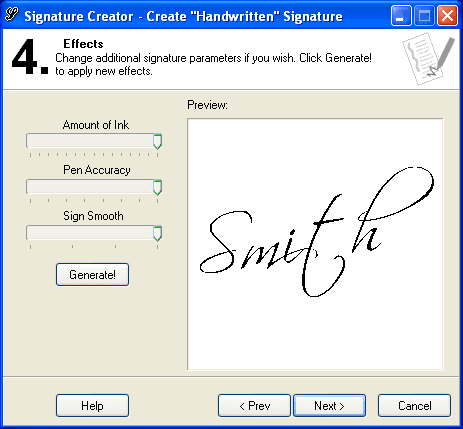 Signature Creator - Create "Handwritten" Signature
4.
Effects
Change additional signature parameters if you wish. Click Generate!
to apply new effects.
Preview:
Amount of Ink
Pen Accuracy
Sign Smooth
Generate!
Smith
Help
< Prev
Next >
Cancel